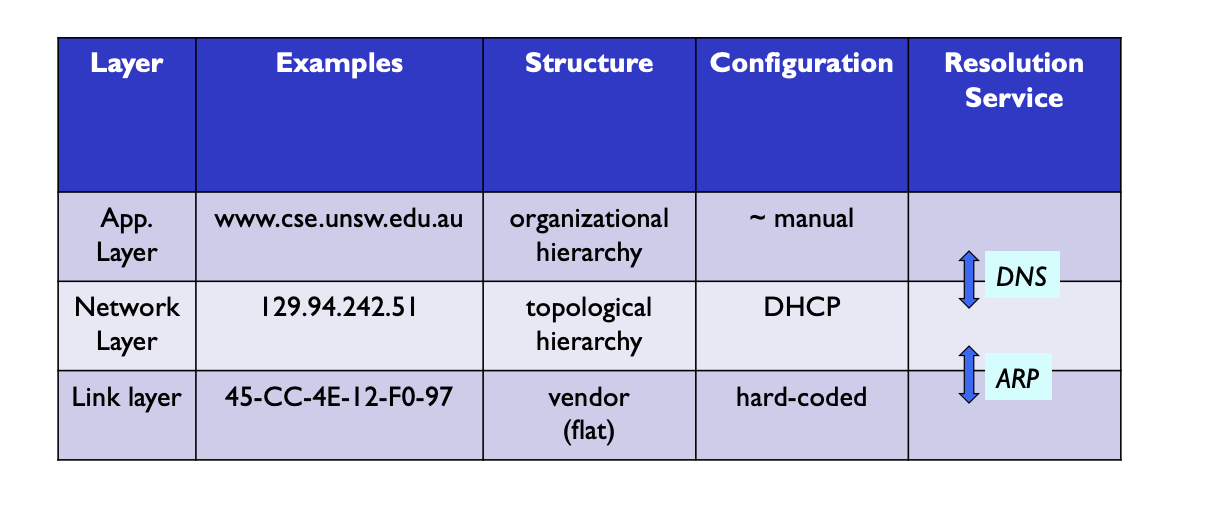 Layer
Examples
Structure
Configuration
Resolution
Service
App.
Layer
www.cse.unsw.edu.au
organizational
hierarchy
~ manual
DNS
Network
Layer
129.94.242.51
topological
hierarchy
DHCP
ARP
Link layer
45-CC-4E-12-F0-97
vendor
(flat)
hard-coded